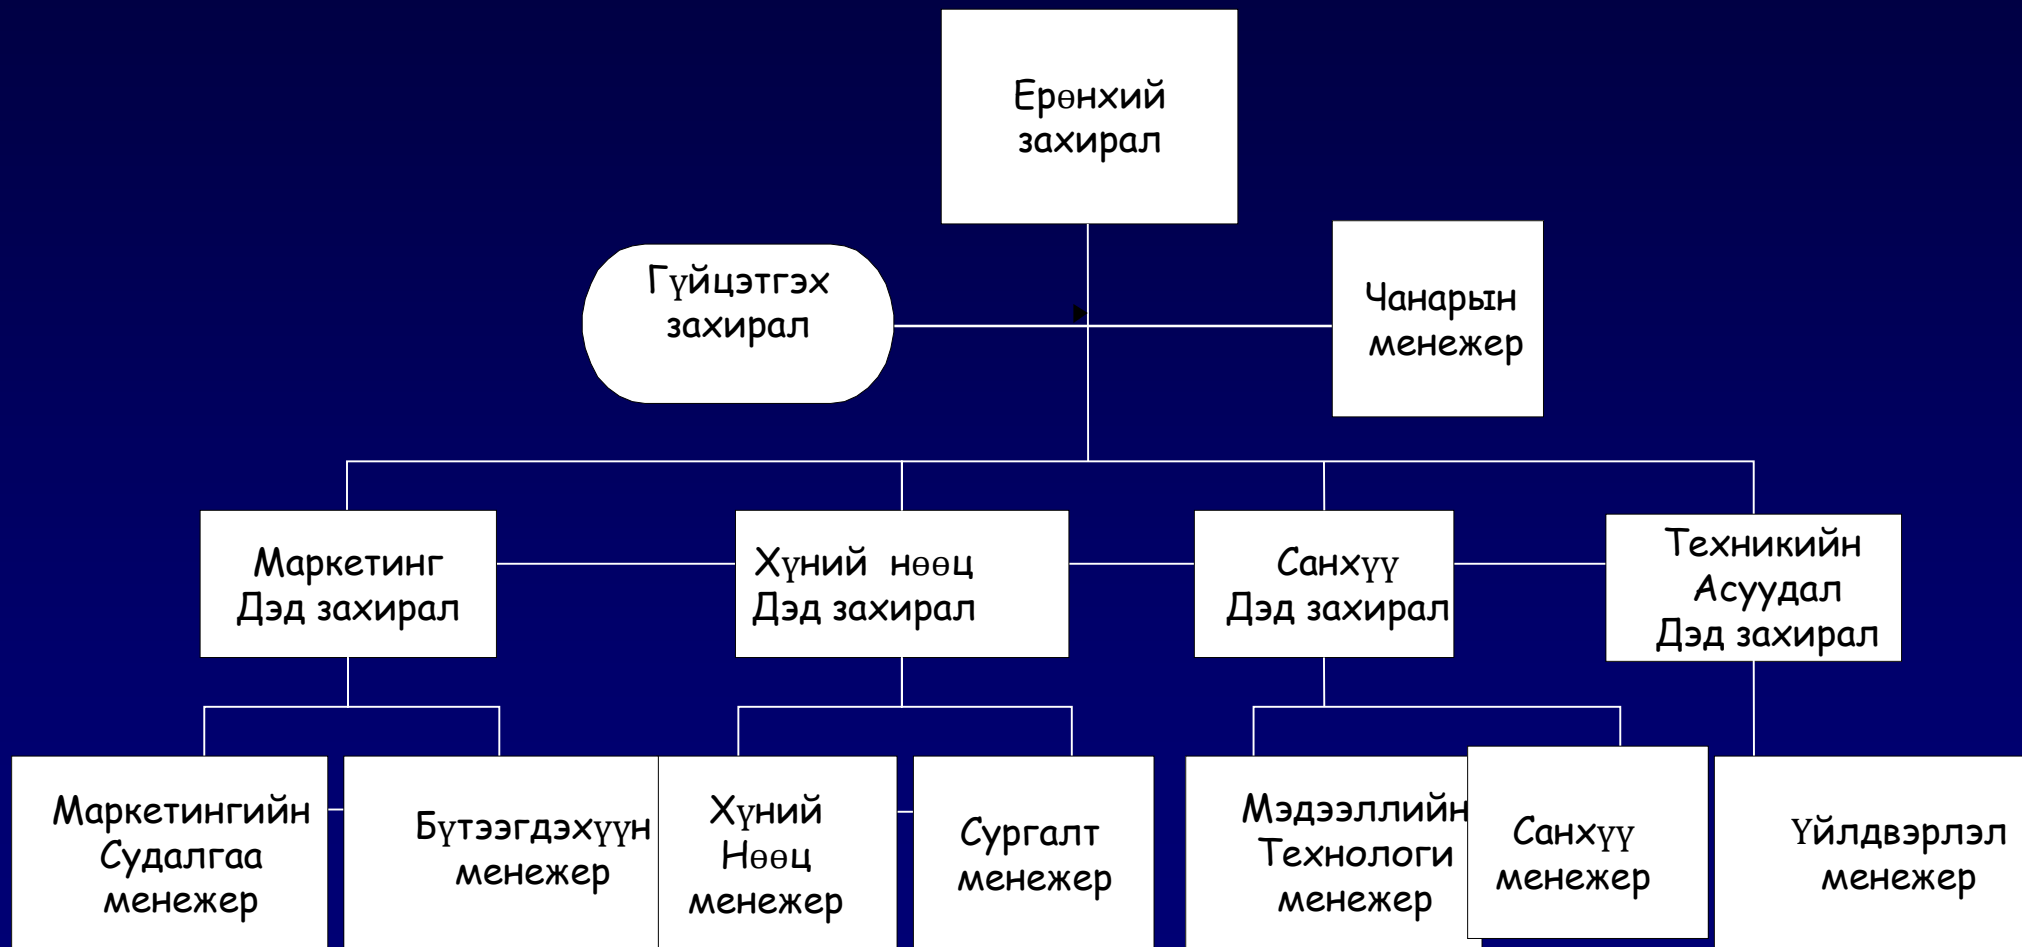 Ерөнхий
захирал
Гүйцэтгэх
захирал
Чанарын
менежер
Маркетинг
Дэд захирал
Хүний нөөц
Дэд захирал
Санхүү
Дэд захирал
Техникийн
Асуудал
Дэд захирал
Маркетингийн
Судалгаа
менежер
Бүтээгдэхүүн
менежер
Хүний
Нөөц
менежер
Сургалт
менежер
Мэдээллийн
Технологи
менежер
Санхүү
менежер
Үйлдвэрлэл
менежер